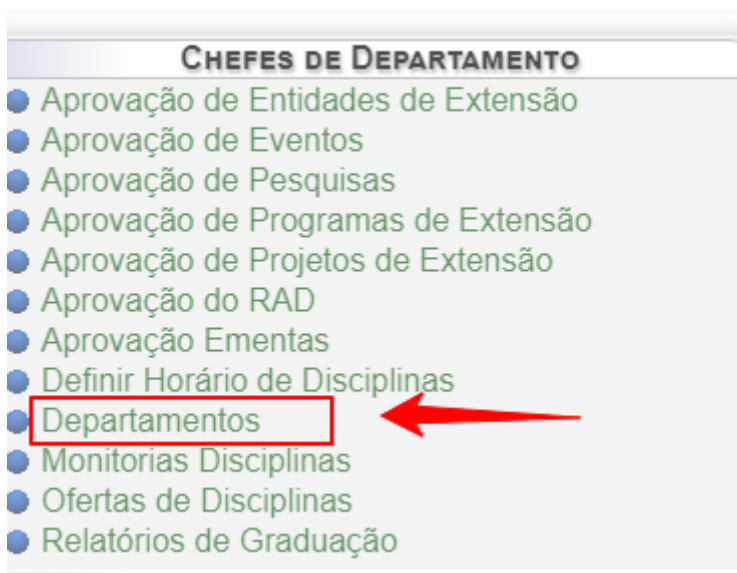 CHEFES DE DEPARTAMENTO
Aprovação de Entidades de Extensão
Aprovação de Eventos
Aprovação de Pesquisas
Aprovação de Programas de Extensão
Aprovação de Projetos de Extensão
Aprovação do RAD
Aprovação Ementas
Definir Horário de Disciplinas
Departamentos
Monitorias Disciplinas
Ofertas de Disciplinas
Relatórios de Graduação